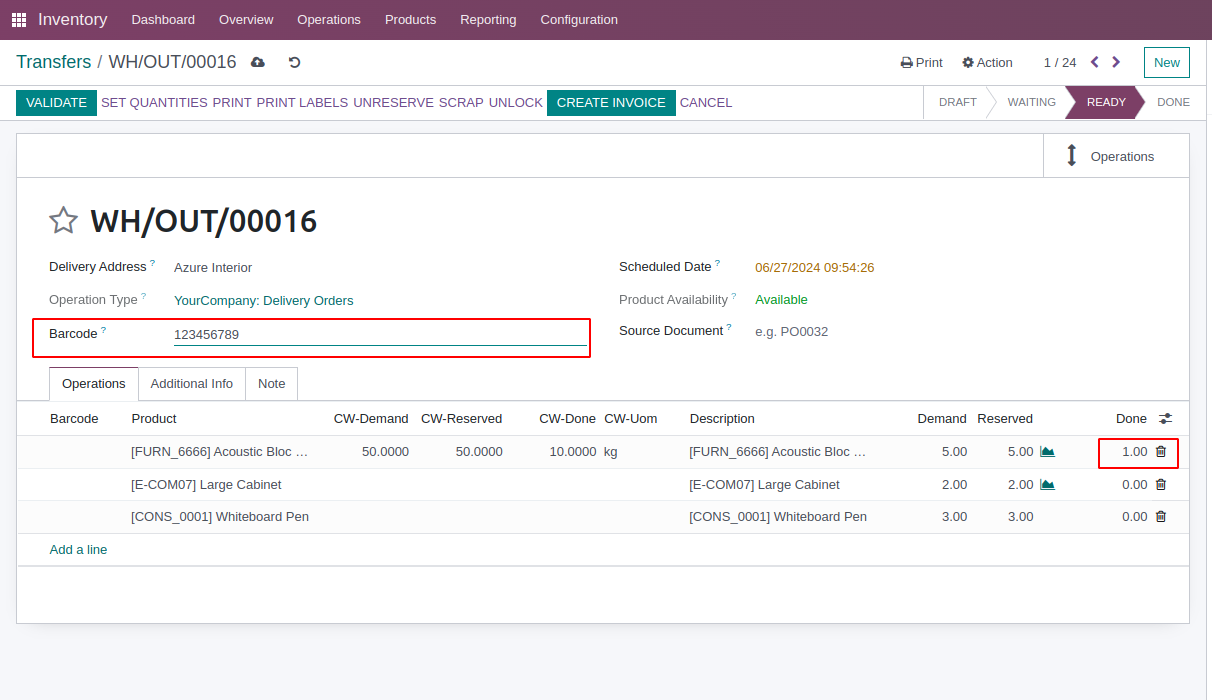 Inventory Dashboard Overview Operations Products Reporting Configuration
Transfers / WH/OUT/00016 Print Action 1 / 24 New
VALIDATE SET QUANTITIES PRINT PRINT LABELS UNRESERVE SCRAP UNLOCK CREATE INVOICE CANCEL DRAFT WAITING READY DONE
Operations
WH/OUT/00016
Delivery Address ? Azure Interior Scheduled Date ? 06/27/2024 09:54:26
Operation Type ? YourCompany: Delivery Orders Product Availability ? Available
Barcode ? 123456789 Source Document ? e.g. PO0032
Operations Additional Info Note
Barcode Product CW-Demand CW-Reserved CW-Done CW-Uom Description Demand Reserved Done
[FURN_6666] Acoustic Bloc ... 50.0000 50.0000 10.0000 kg [FURN_6666] Acoustic Bloc ... 5.00 5.00 1.00
[E-COM07] Large Cabinet [E-COM07] Large Cabinet 2.00 2.00 0.00
[CONS_0001] Whiteboard Pen [CONS_0001] Whiteboard Pen 3.00 3.00 0.00
Add a line